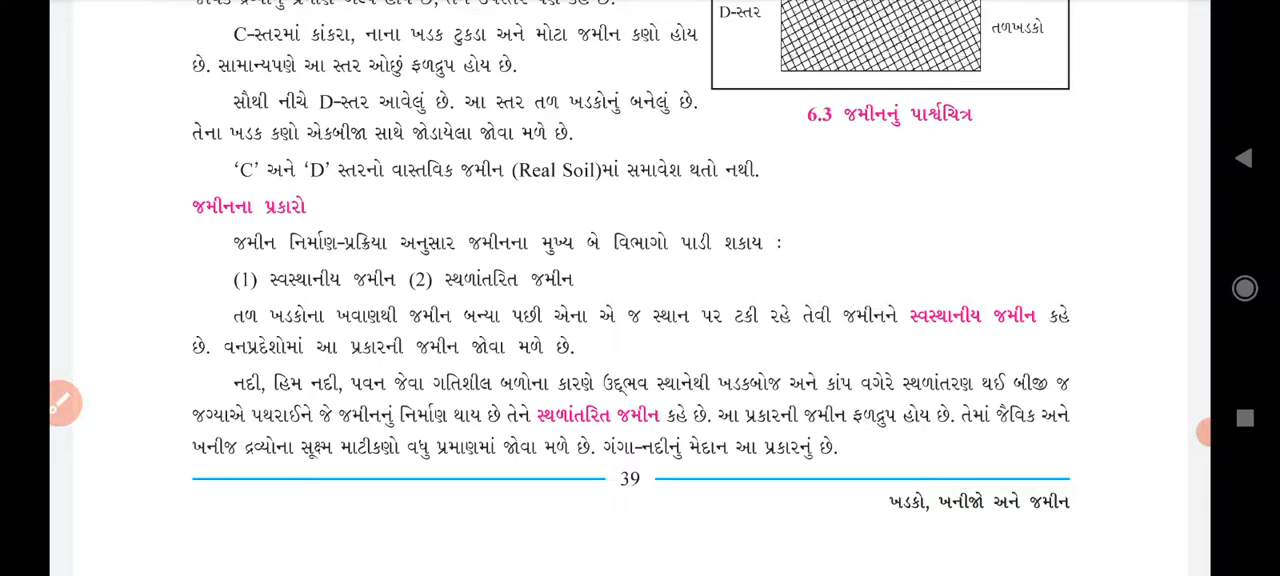 D-સ્તર
તળખડકો
C-સ્તરમાં કાંકરા, નાના ખડક ટુકડા અને મોટા જમીન કણો હોય
છે. સામાન્યપણે આ સ્તર ઓછું ફળદ્રુપ હોય છે.
સૌથી નીચે D-સ્તર આવેલું છે. આ સ્તર તળ ખડકોનું બનેલું છે.
તેના ખડક કણો એકબીજા સાથે જોડાયેલા જોવા મળે છે.
6.3 જમીનનું પાર્શ્વચિત્ર
‘C’ અને ‘D’ સ્તરનો વાસ્તવિક જમીન (Real Soil)માં સમાવેશ થતો નથી.
જમીનના પ્રકારો
જમીન નિર્માણ-પ્રક્રિયા અનુસાર જમીનના મુખ્ય બે વિભાગો પાડી શકાય :
(1) સ્વસ્થાનીય જમીન (2) સ્થળાંતરિત જમીન
તળ ખડકોના ખવાણથી જમીન બન્યા પછી એના એ જ સ્થાન પર ટકી રહે તેવી જમીનને સ્વસ્થાનીય જમીન કહે
છે. વનપ્રદેશોમાં આ પ્રકારની જમીન જોવા મળે છે.
નદી, હિમ નદી, પવન જેવા ગતિશીલ બળોના કારણે ઉદ્ભવ સ્થાનેથી ખડકબોજ અને કાંપ વગેરે સ્થળાંતરણ થઈ બીજી જ
જગ્યાએ પથરાઈને જે જમીનનું નિર્માણ થાય છે તેને સ્થળાંતરિત જમીન કહે છે. આ પ્રકારની જમીન ફળદ્રુપ હોય છે. તેમાં જૈવિક અને
ખનીજ દ્રવ્યોના સૂક્ષ્મ માટીકણો વધુ પ્રમાણમાં જોવા મળે છે. ગંગા-નદીનું મેદાન આ પ્રકારનું છે.
39
ખડકો, ખનીજો અને જમીન